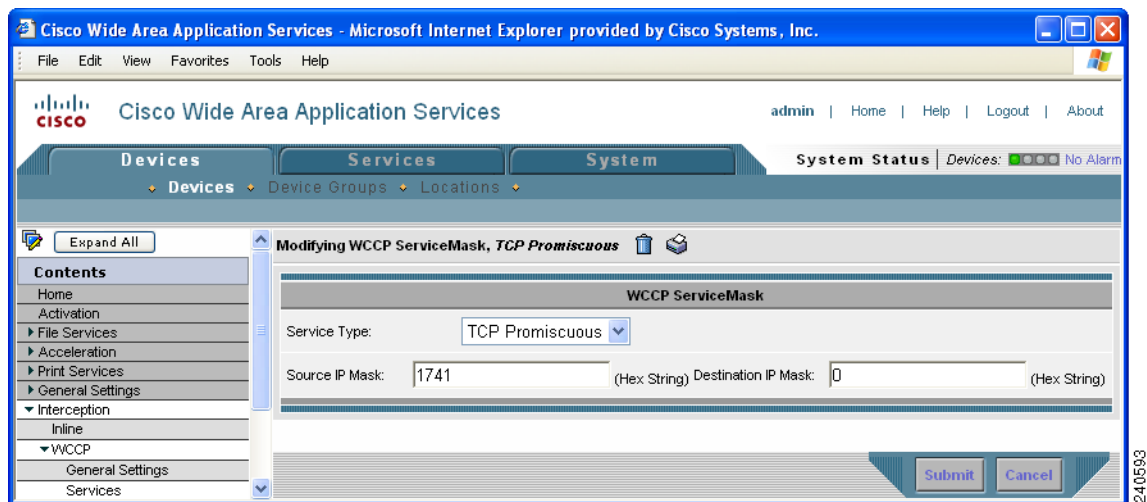 Cisco Wide Area Application Services - Microsoft Internet Explorer provided by Cisco Systems, Inc.
File Edit View Favorites Tools Help
CISCO
Cisco Wide Area Application Services
admin | Home | Help | Logout | About
Devices Services System
System Status | Devices: No Alarm
Devices Device Groups Locations
Expand All
Modifying WCCP ServiceMask, TCP Promiscuous
Contents
Home
Activation
File Services
Acceleration
Print Services
General Settings
Interception
Inline
WCCP
General Settings
Services
WCCP ServiceMask
Service Type: TCP Promiscuous
Source IP Mask: 1741 (Hex String) Destination IP Mask: 0 (Hex String)
Submit Cancel
240593